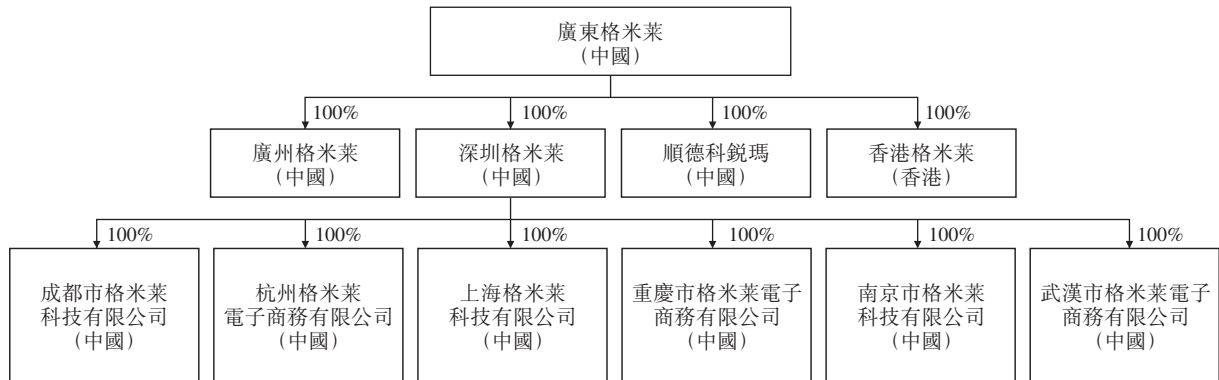 廣東格米萊
（中國）
100%
100%
100%
100%
廣州格米萊
（中國）
深圳格米萊
（中國）
順德科銳瑪
（中國）
香港格米萊
（香港）
100%
100%
100%
100%
100%
100%
成都市格米萊
科技有限公司
（中國）
杭州格米萊
電子商務有限公司
（中國）
上海格米萊
科技有限公司
（中國）
重慶市格米萊電子
商務有限公司
（中國）
南京市格米萊
科技有限公司
（中國）
武漢市格米萊電子
商務有限公司
（中國）